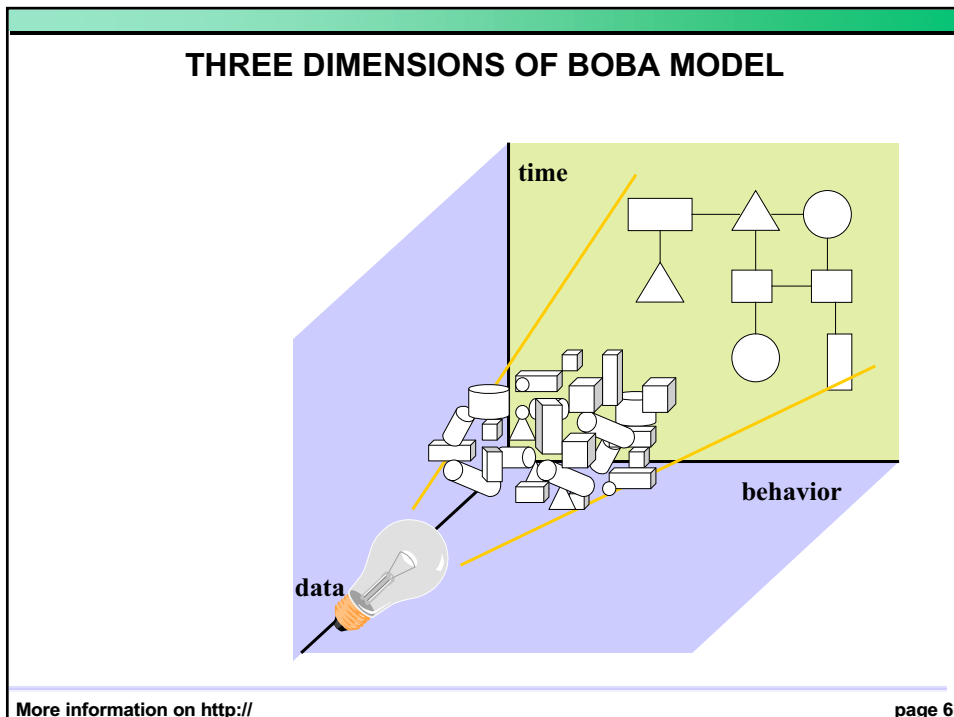 THREE DIMENSIONS OF BOBA MODEL
time
behavior
data
More information on http:// page 6